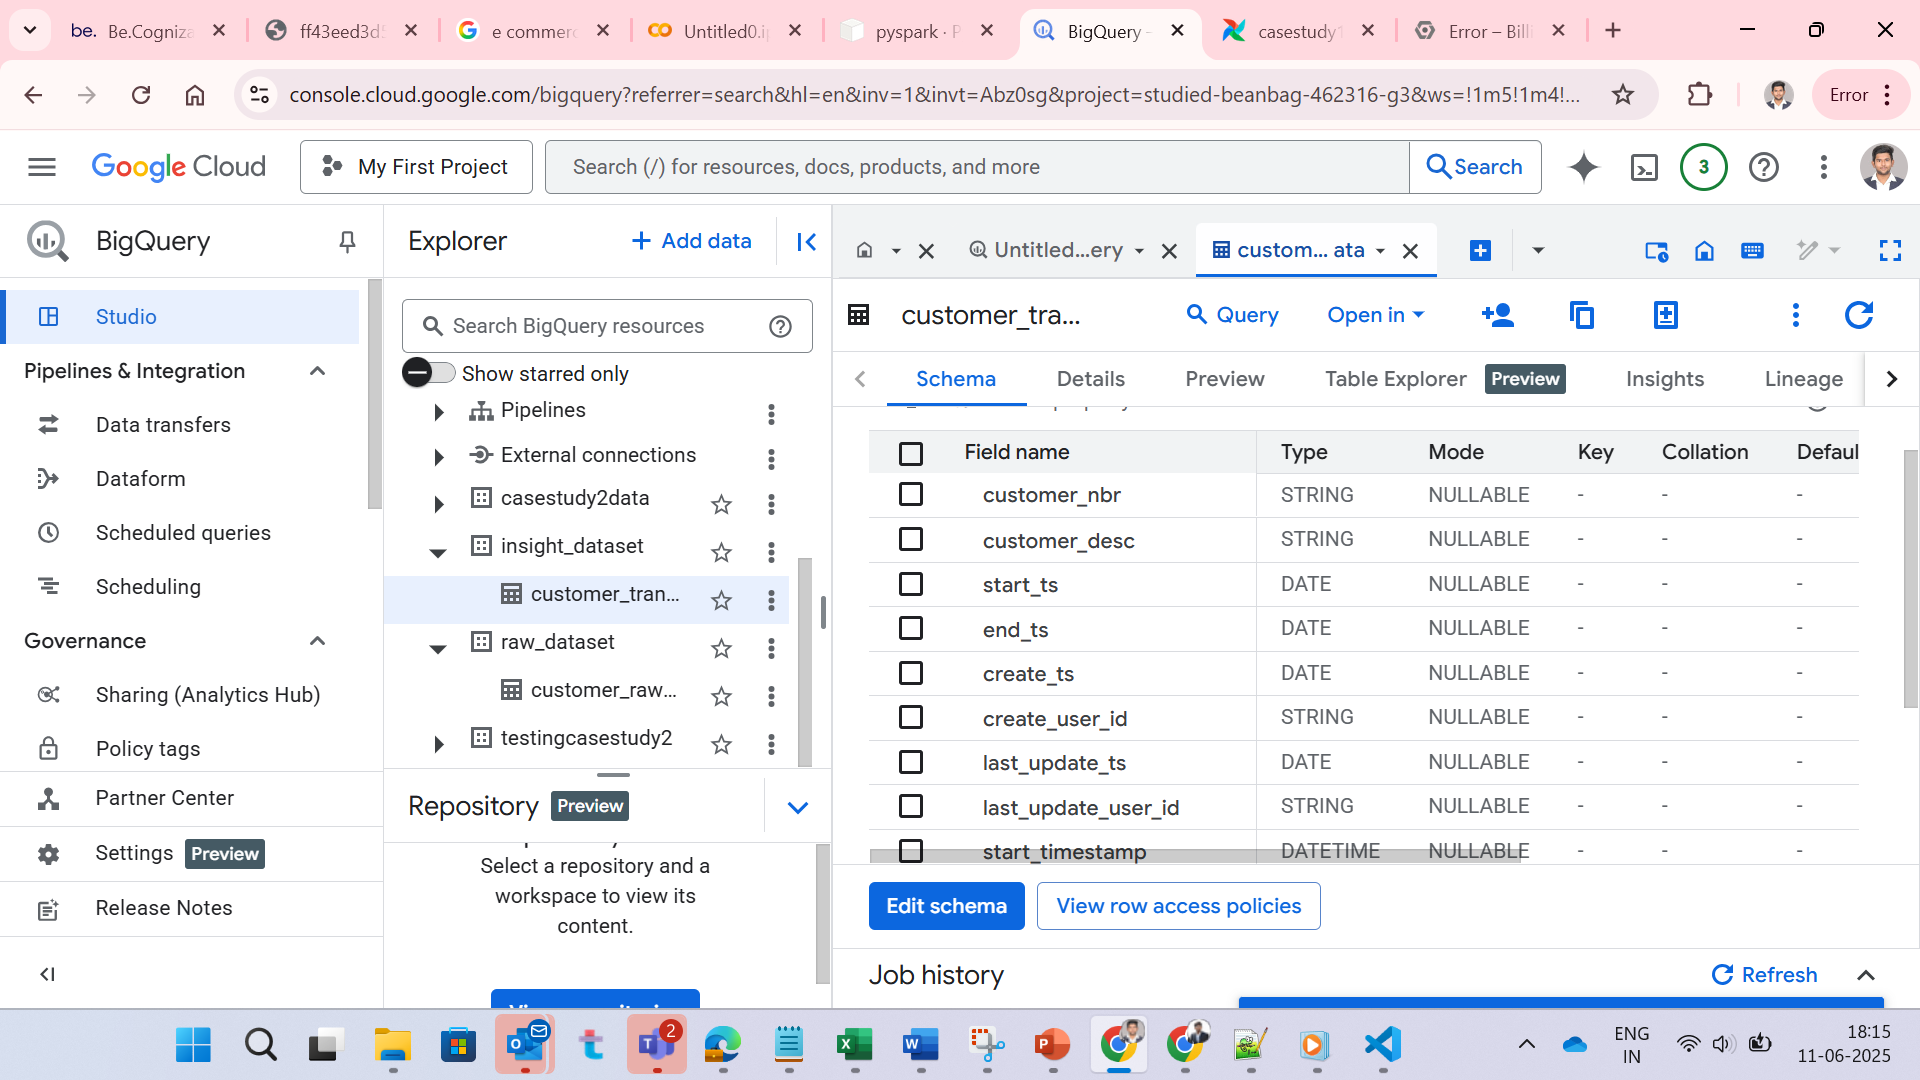 be. Be.Cogniza
ff43eed3d5
e commerc
Untitled0.i
pyspark · P
BigQuery -
casestudy1
Error – Billi
console.cloud.google.com/bigquery?referrer=search&hl=en&inv=1&invt=Abz0sg&project=studied-beanbag-462316-g3&ws=!1m5!1m4!...
Error
Google Cloud
My First Project
Search (/) for resources, docs, products, and more
Search
3
BigQuery
Studio
Pipelines & Integration
Data transfers
Dataform
Scheduled queries
Scheduling
Governance
Sharing (Analytics Hub)
Policy tags
Partner Center
Settings Preview
Release Notes
Explorer
+ Add data
Search BigQuery resources
Show starred only
Pipelines
External connections
casestudy2data
insight_dataset
customer_tran...
raw_dataset
customer_raw...
testingcasestudy2
Repository Preview
Select a repository and a
workspace to view its
content.
Untitled...ery
custom... ata
customer_tra...
Query
Open in
Schema Details Preview Table Explorer Preview Insights Lineage
Field name Type Mode Key Collation Defaul
customer_nbr STRING NULLABLE - - -
customer_desc STRING NULLABLE - - -
start_ts DATE NULLABLE - - -
end_ts DATE NULLABLE - - -
create_ts DATE NULLABLE - - -
create_user_id STRING NULLABLE - - -
last_update_ts DATE NULLABLE - - -
last_update_user_id STRING NULLABLE - - -
start_timestamp DATETIME NULLABLE - - -
Edit schema
View row access policies
Job history
Refresh
2
ENG
IN
18:15
11-06-2025